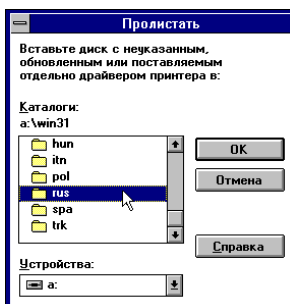 Пролистать
Вставьте диск с неуказанным,
обновленным или поставляемым
отдельно драйвером принтера в:
Каталоги:
a:\win31
hun
itn
pol
rus
spa
trk
OK
Отмена
Справка
Устройства:
a: